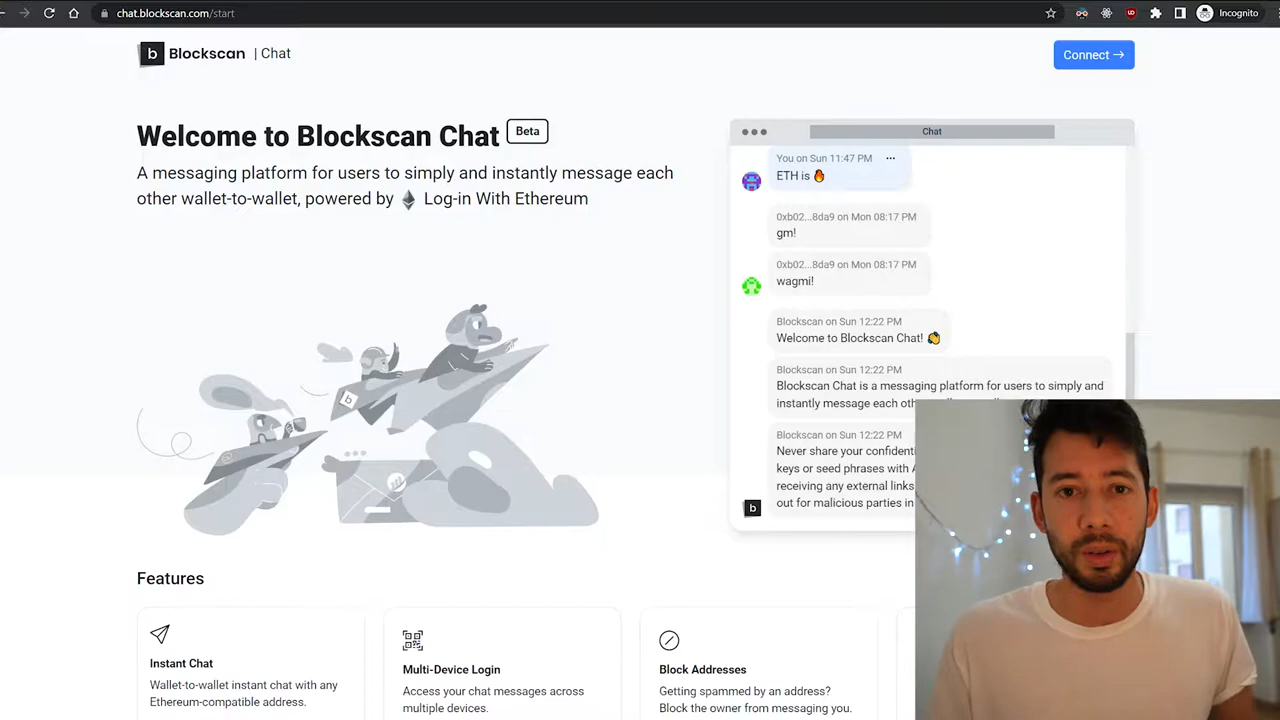 chat.blockscan.com/start
Incognito
b Blockscan | Chat
Connect →
Welcome to Blockscan Chat Beta
A messaging platform for users to simply and instantly message each
other wallet-to-wallet, powered by Log-in With Ethereum
Chat
You on Sun 11:47 PM ...
ETH is 🔥
0xb02...8da9 on Mon 08:17 PM
gm!
0xb02...8da9 on Mon 08:17 PM
wagmi!
Blockscan on Sun 12:22 PM
Welcome to Blockscan Chat! 👏
Blockscan on Sun 12:22 PM
Blockscan Chat is a messaging platform for users to simply and
instantly message each
Blockscan on Sun 12:22 PM
Never share your
keys or seed phrases with
receiving any external links
out for malicious parties in
b
b
Features
Instant Chat
Wallet-to-wallet instant chat with any
Ethereum-compatible address.
Multi-Device Login
Access your chat messages across
multiple devices.
Block Addresses
Getting spammed by an address?
Block the owner from messaging you.